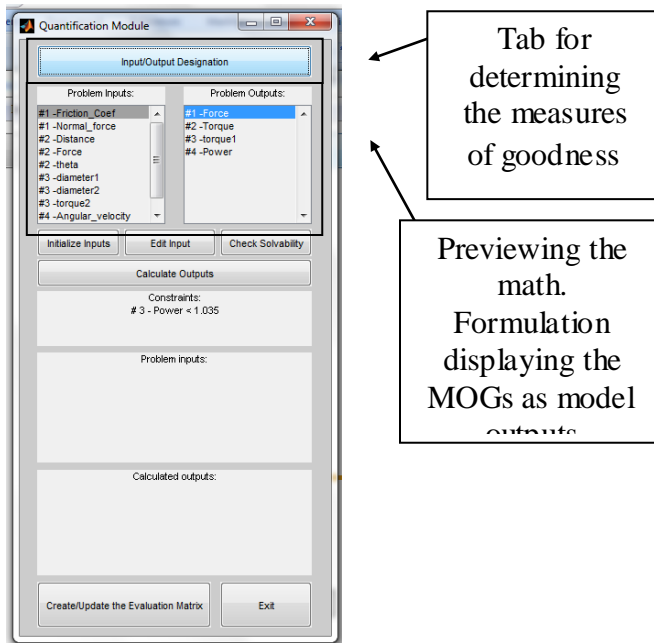 Quantification Module
Input/Output Designation
Problem Inputs:
#1 -Friction_Coef
#1 -Normal_force
#2 -Distance
#2 -Force
#2 -theta
#3 -diameter1
#3 -diameter2
#3 -torque2
#4 -Angular_velocity
Problem Outputs:
#1 -Force
#2 -Torque
#3 -torque1
#4 -Power
Initialize Inputs
Edit Input
Check Solvability
Calculate Outputs
Constraints:
# 3 - Power < 1.035
Problem inputs:
Calculated outputs:
Create/Update the Evaluation Matrix
Exit
Tab for
determining
the measures
of goodness
Previewing the
math.
Formulation
displaying the
MOGs as model
outputs